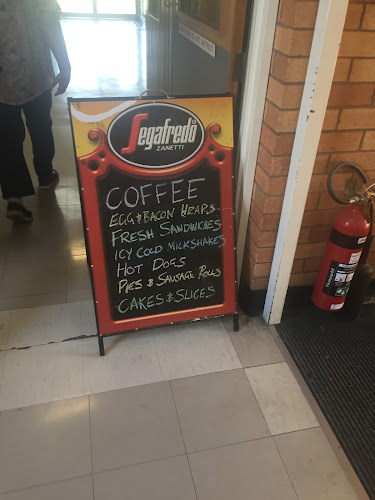 Segafredo
ZANETTI
COFFEE
EGG & BACON WRAPS
FRESH SANDWICHES
ICY COLD MILKSHAKES
HOT DOGS
PIES & SAUSAGE ROLLS
CAKES & SLICES